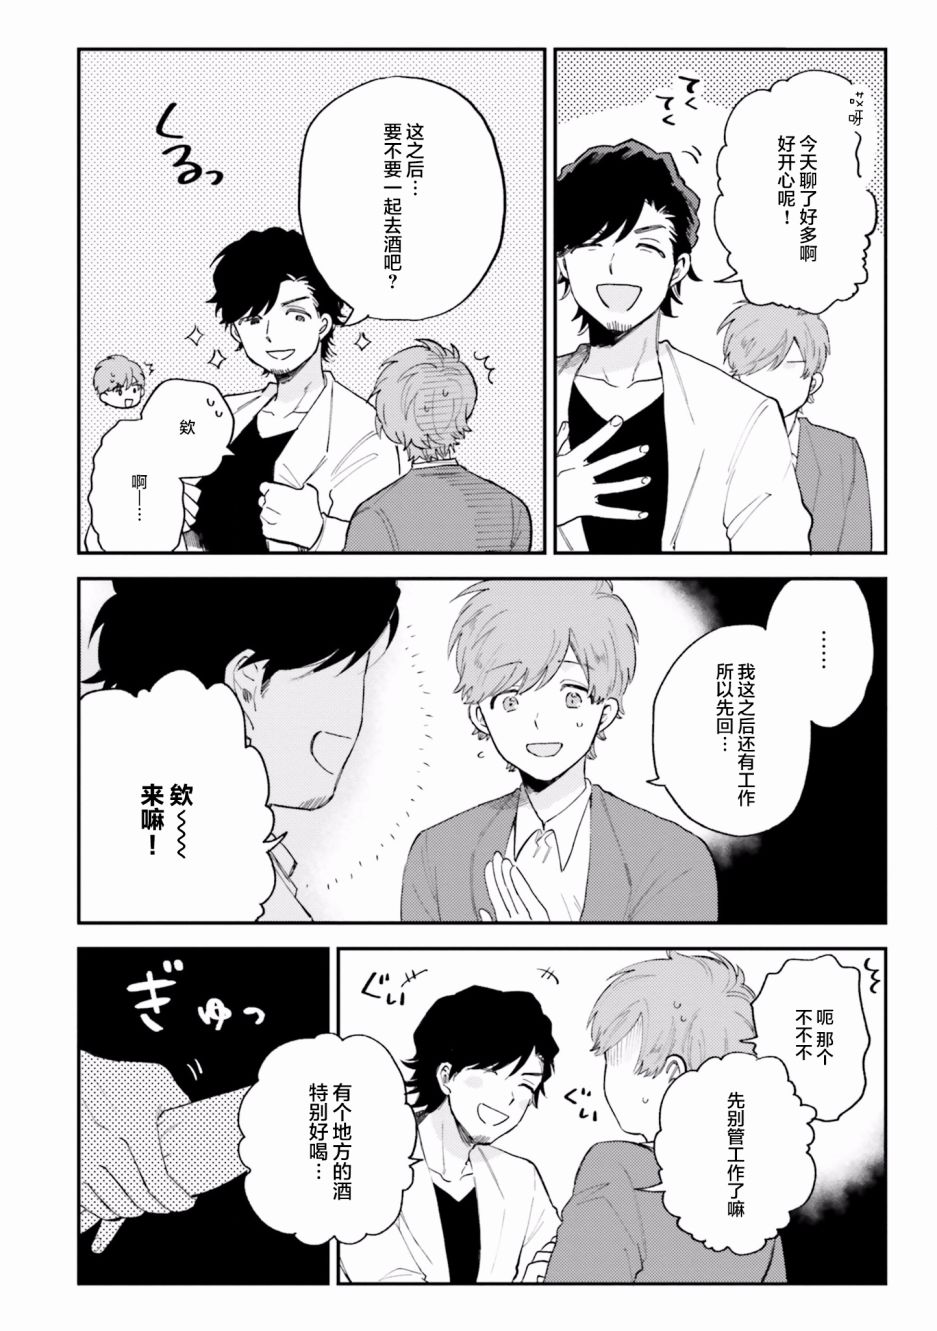 哎呀～
今天聊了好多啊
好开心呢！
てくてく
这之后…
要不要一起去酒吧？
くるっ
欸
啊——…
……
我这之后还有工作
所以先回…
欸～～
来嘛！
呃那个
不不不
先别管工作了嘛
ぐいぐい
有个地方的酒
特别好喝…
ぎゅっ